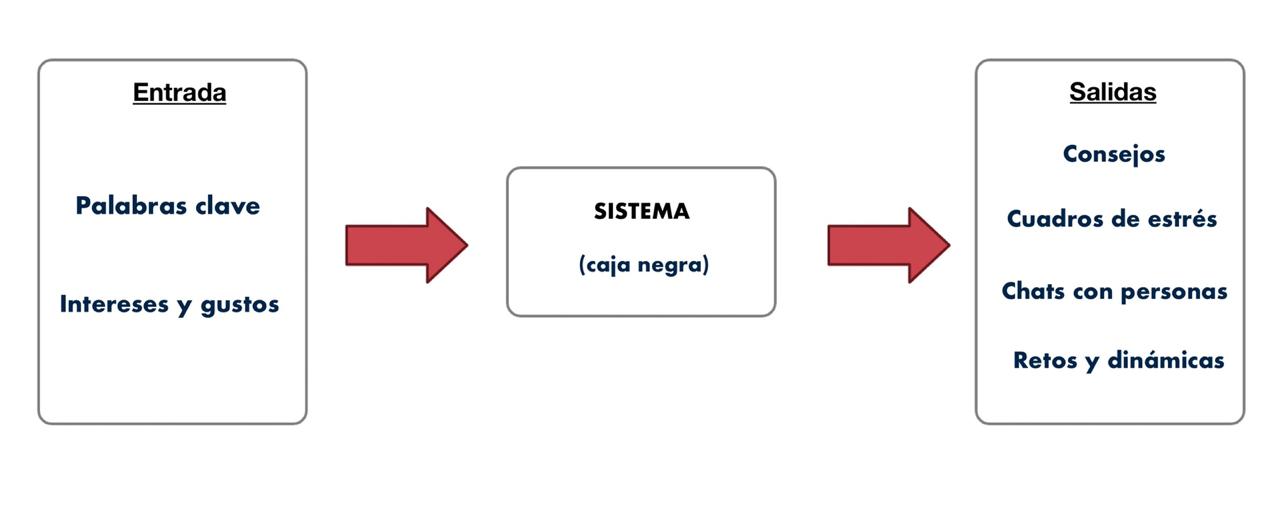 Entrada
Palabras clave
Intereses y gustos
SISTEMA
(caja negra)
Salidas
Consejos
Cuadros de estrés
Chats con personas
Retos y dinámicas